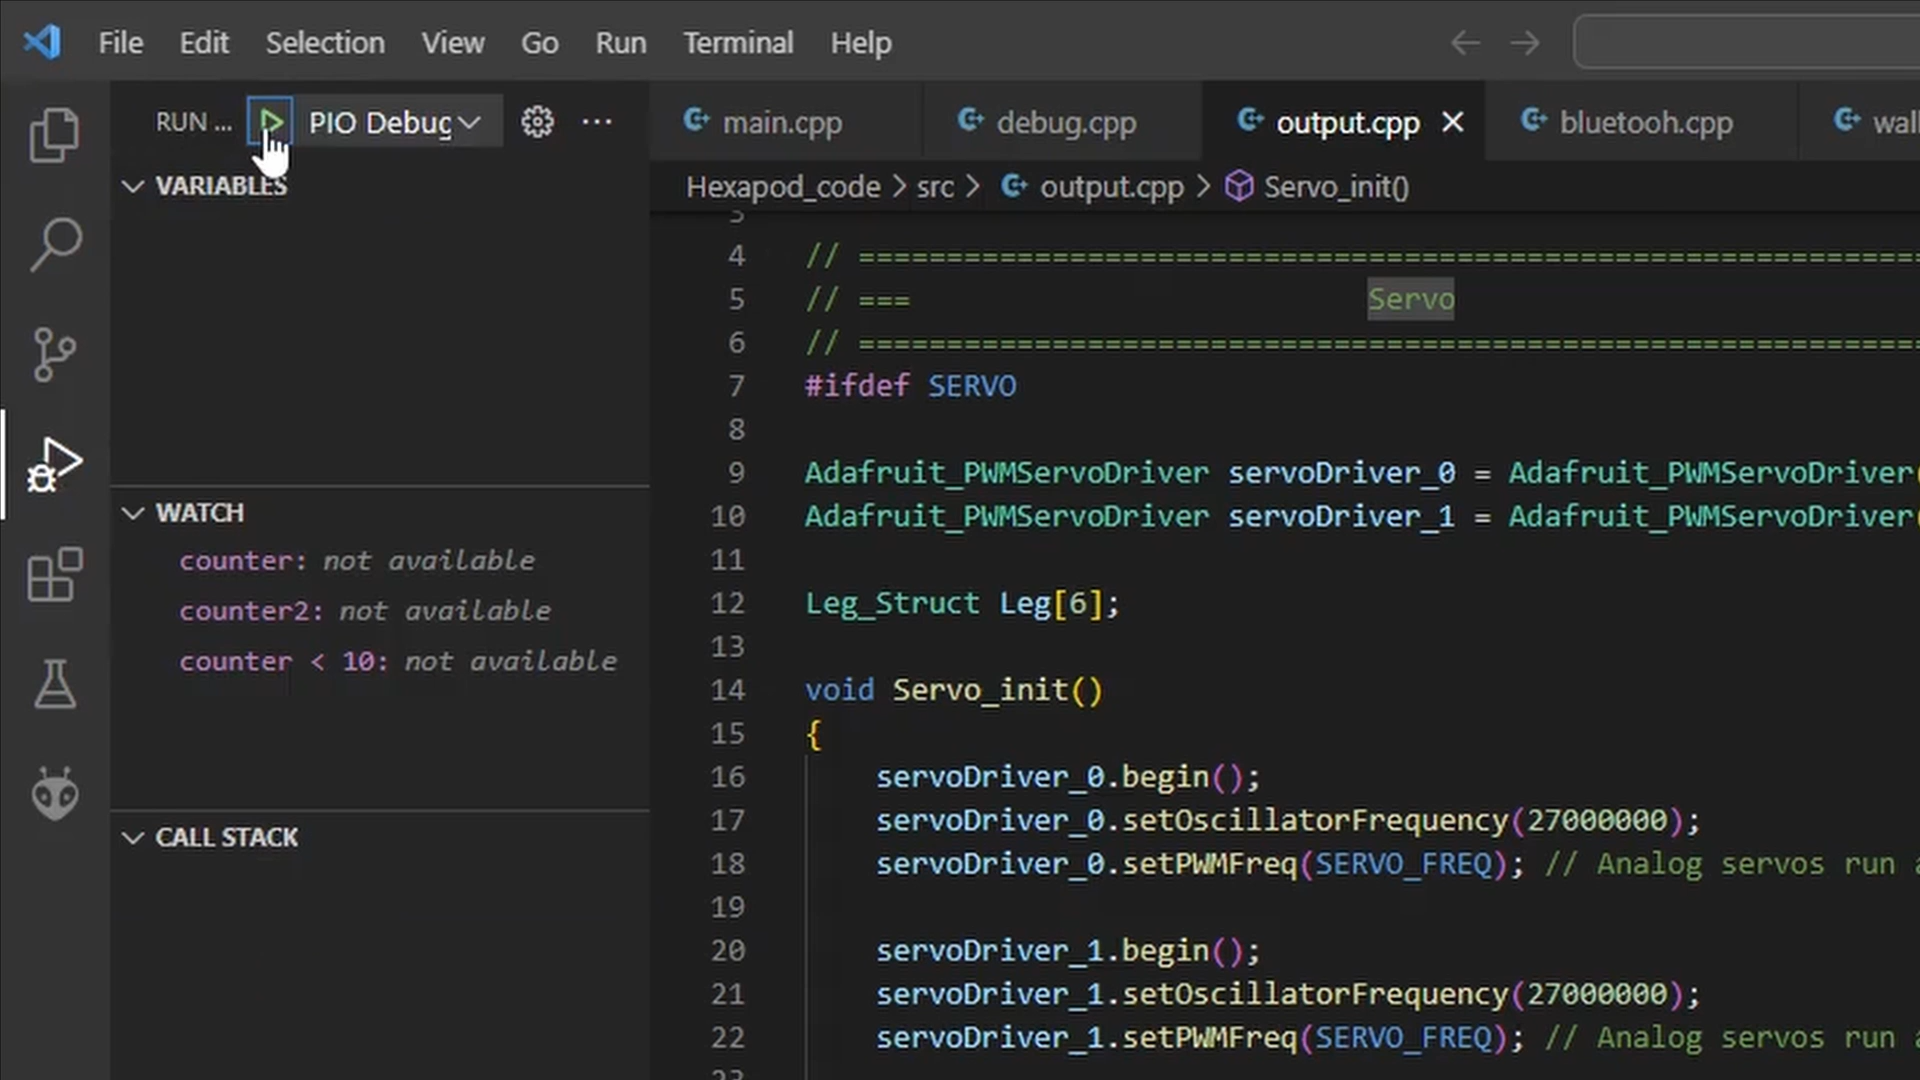 File Edit Selection View Go Run Terminal Help
RUN ... PIO Debug
main.cpp debug.cpp output.cpp bluetooh.cpp
VARIABLES
Hexapod_code > src > output.cpp > Servo_init()
4 // =============================================================
5 // === Servo
6 // =============================================================
7 #ifdef SERVO
8
9 Adafruit_PWMServoDriver servoDriver_0 = Adafruit_PWMServoDriver(
10 Adafruit_PWMServoDriver servoDriver_1 = Adafruit_PWMServoDriver(
11
12 Leg_Struct Leg[6];
13
14 void Servo_init()
15 {
16 servoDriver_0.begin();
17 servoDriver_0.setOscillatorFrequency(27000000);
18 servoDriver_0.setPWMFreq(SERVO_FREQ); // Analog servos run
19
20 servoDriver_1.begin();
21 servoDriver_1.setOscillatorFrequency(27000000);
22 servoDriver_1.setPWMFreq(SERVO_FREQ); // Analog servos run
WATCH
counter: not available
counter2: not available
counter < 10: not available
CALL STACK